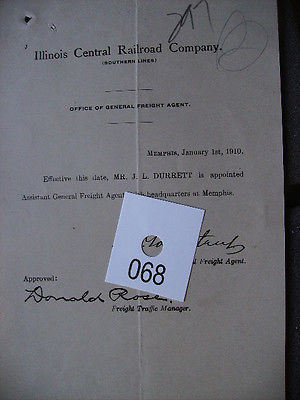 Illinois Central Railroad Company.
(SOUTHERN LINES)
OFFICE OF GENERAL FREIGHT AGENT.
MEMPHIS, January 1st, 1910.
Effective this date, MR. J. L. DURRETT is appointed
Assistant General Freight Agent headquarters at Memphis.
Freight Agent.
068
Approved:
Donald Rose.
Freight Traffic Manager.